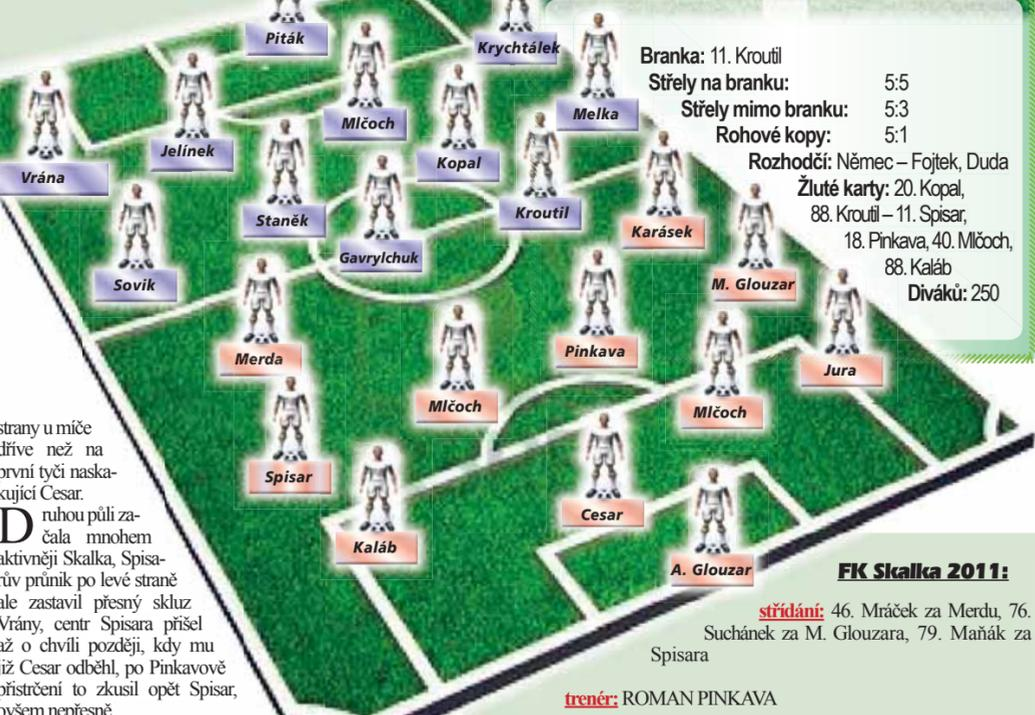 Piták
Krychtálek
Mlčoch
Melka
Vrána
Jelínek
Kopal
Staněk
Kroutil
Gavrylchuk
Sovik
Karásek
M. Glouzar
Merda
Pinkava
Jura
Mlčoch
Mlčoch
Spisar
Cesar
Kaláb
A. Glouzar
Branka: 11. Kroutil
Střely na branku: 5:5
Střely mimo branku: 5:3
Rohové kopy: 5:1
Rozhodčí: Němec – Fojtek, Duda
Žluté karty: 20. Kopal,
88. Kroutil – 11. Spisar,
18. Pinkava, 40. Mlčoch,
88. Kaláb
Diváků: 250
strany u míče
dříve než na
první tyči naska-
kující Cesar.
Druhou půli za-
čala mnohem
aktivněji Skalka, Spisa-
rův průnik po levé straně
ale zastavil přesný skluz
Vrány, centr Spisara přišel
až o chvíli později, kdy mu
již Cesar odběhl, po Pinkavově
přistrčení to zkusil opět Spisar,
ovšem nepřesně.
FK Skalka 2011:
střídání: 46. Mráček za Merdu, 76.
Suchánek za M. Glouzara, 79. Maňák za
Spisara
trenér: ROMAN PINKAVA